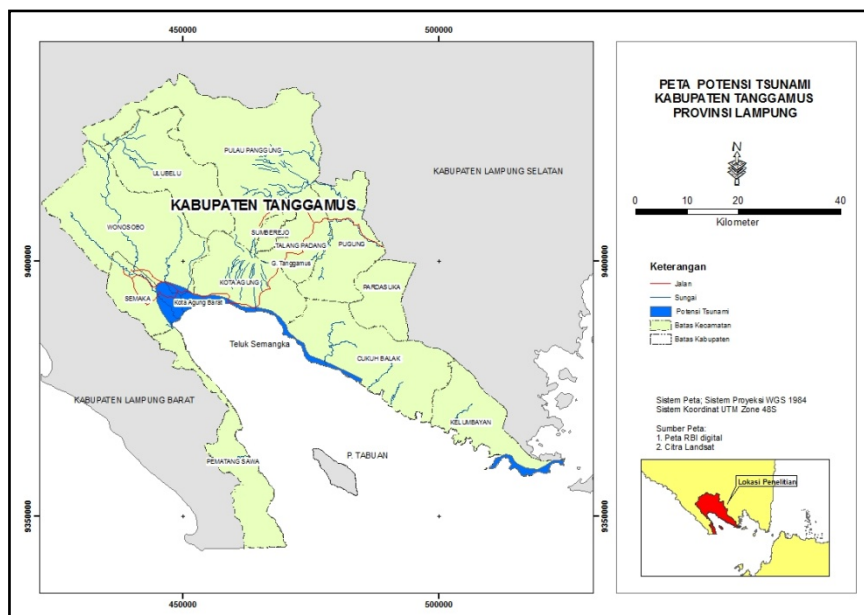 450000
500000
PULAU PANGGUNG
ULUBELU
KABUPATEN LAMPUNG SELATAN
KABUPATEN TANGGAMUS
WONOSOBO
SUMBEREJO
TALANG PADANG
PUGUNG
G. Tanggamus
9400000
9400000
KOTA AGUNG
PARDASUKA
SEMAKA
Kota Agung Barat
Teluk Semangka
CUKUH BALAK
KABUPATEN LAMPUNG BARAT
KELUMBAYAN
PEMATANG SAWA
P. TABUAN
9350000
9350000
450000
500000
PETA POTENSI TSUNAMI
KABUPATEN TANGGAMUS
PROVINSI LAMPUNG
N
0 10 20 40
Kilometer
Keterangan
Jalan
Sungai
Potensi Tsunami
Batas Kecamatan
Batas Kabupaten
Sistem Peta; Sistem Proyeksi WGS 1984
Sistem Koordinat UTM Zone 48S
Sumber Peta:
1. Peta RBI digital
2. Citra Landsat
Lokasi Penelitian